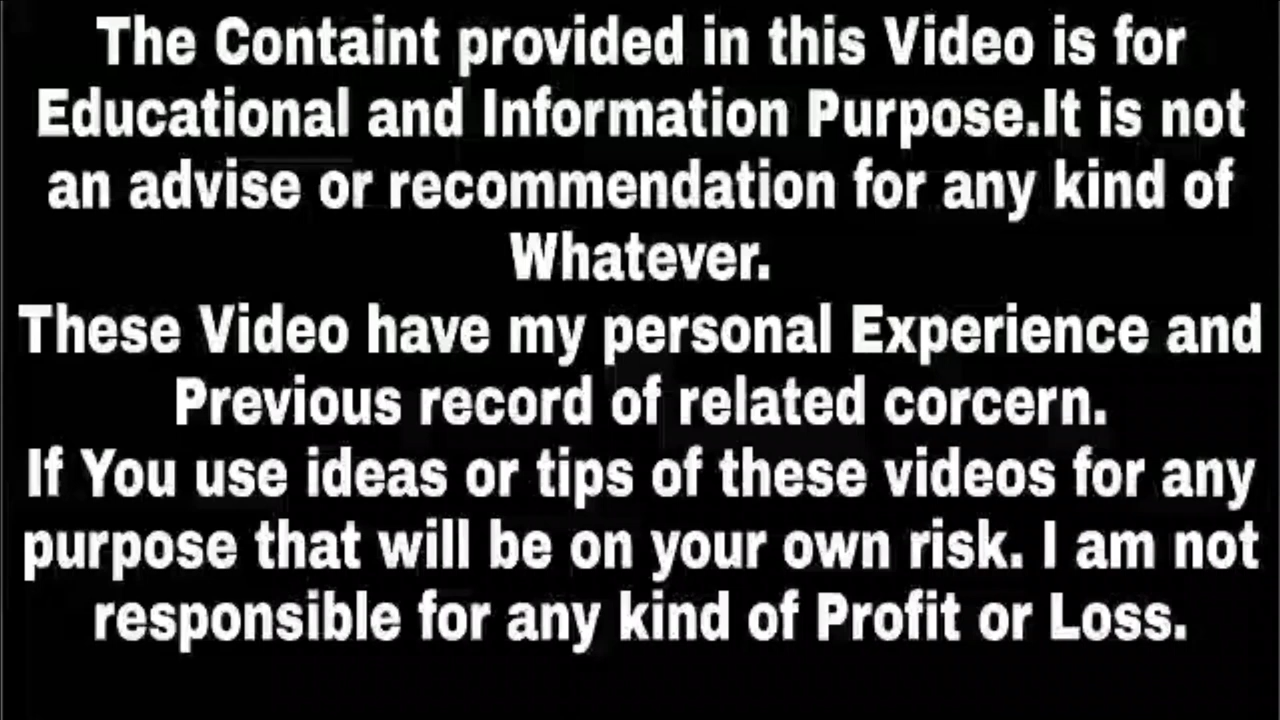 The Containt provided in this Video is for
Educational and Information Purpose.It is not
an advise or recommendation for any kind of
Whatever.
These Video have my personal Experience and
Previous record of related corcern.
If You use ideas or tips of these videos for any
purpose that will be on your own risk. I am not
responsible for any kind of Profit or Loss.